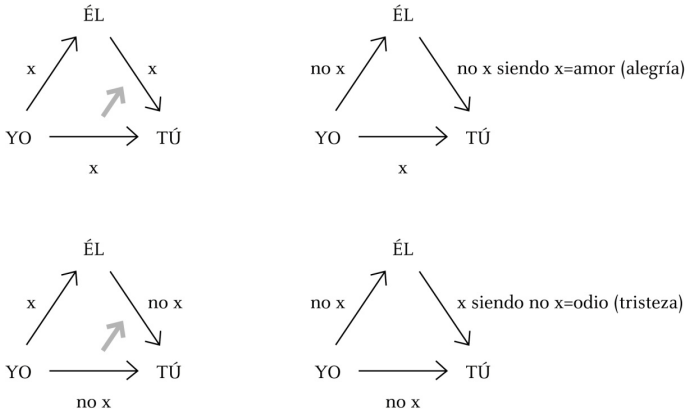 ÉL ÉL
x x no x no x siendo x=amor (alegría)
YO TÚ YO TÚ
x x
ÉL ÉL
x no x no x x siendo no x=odio (tristeza)
YO TÚ YO TÚ
no x no x